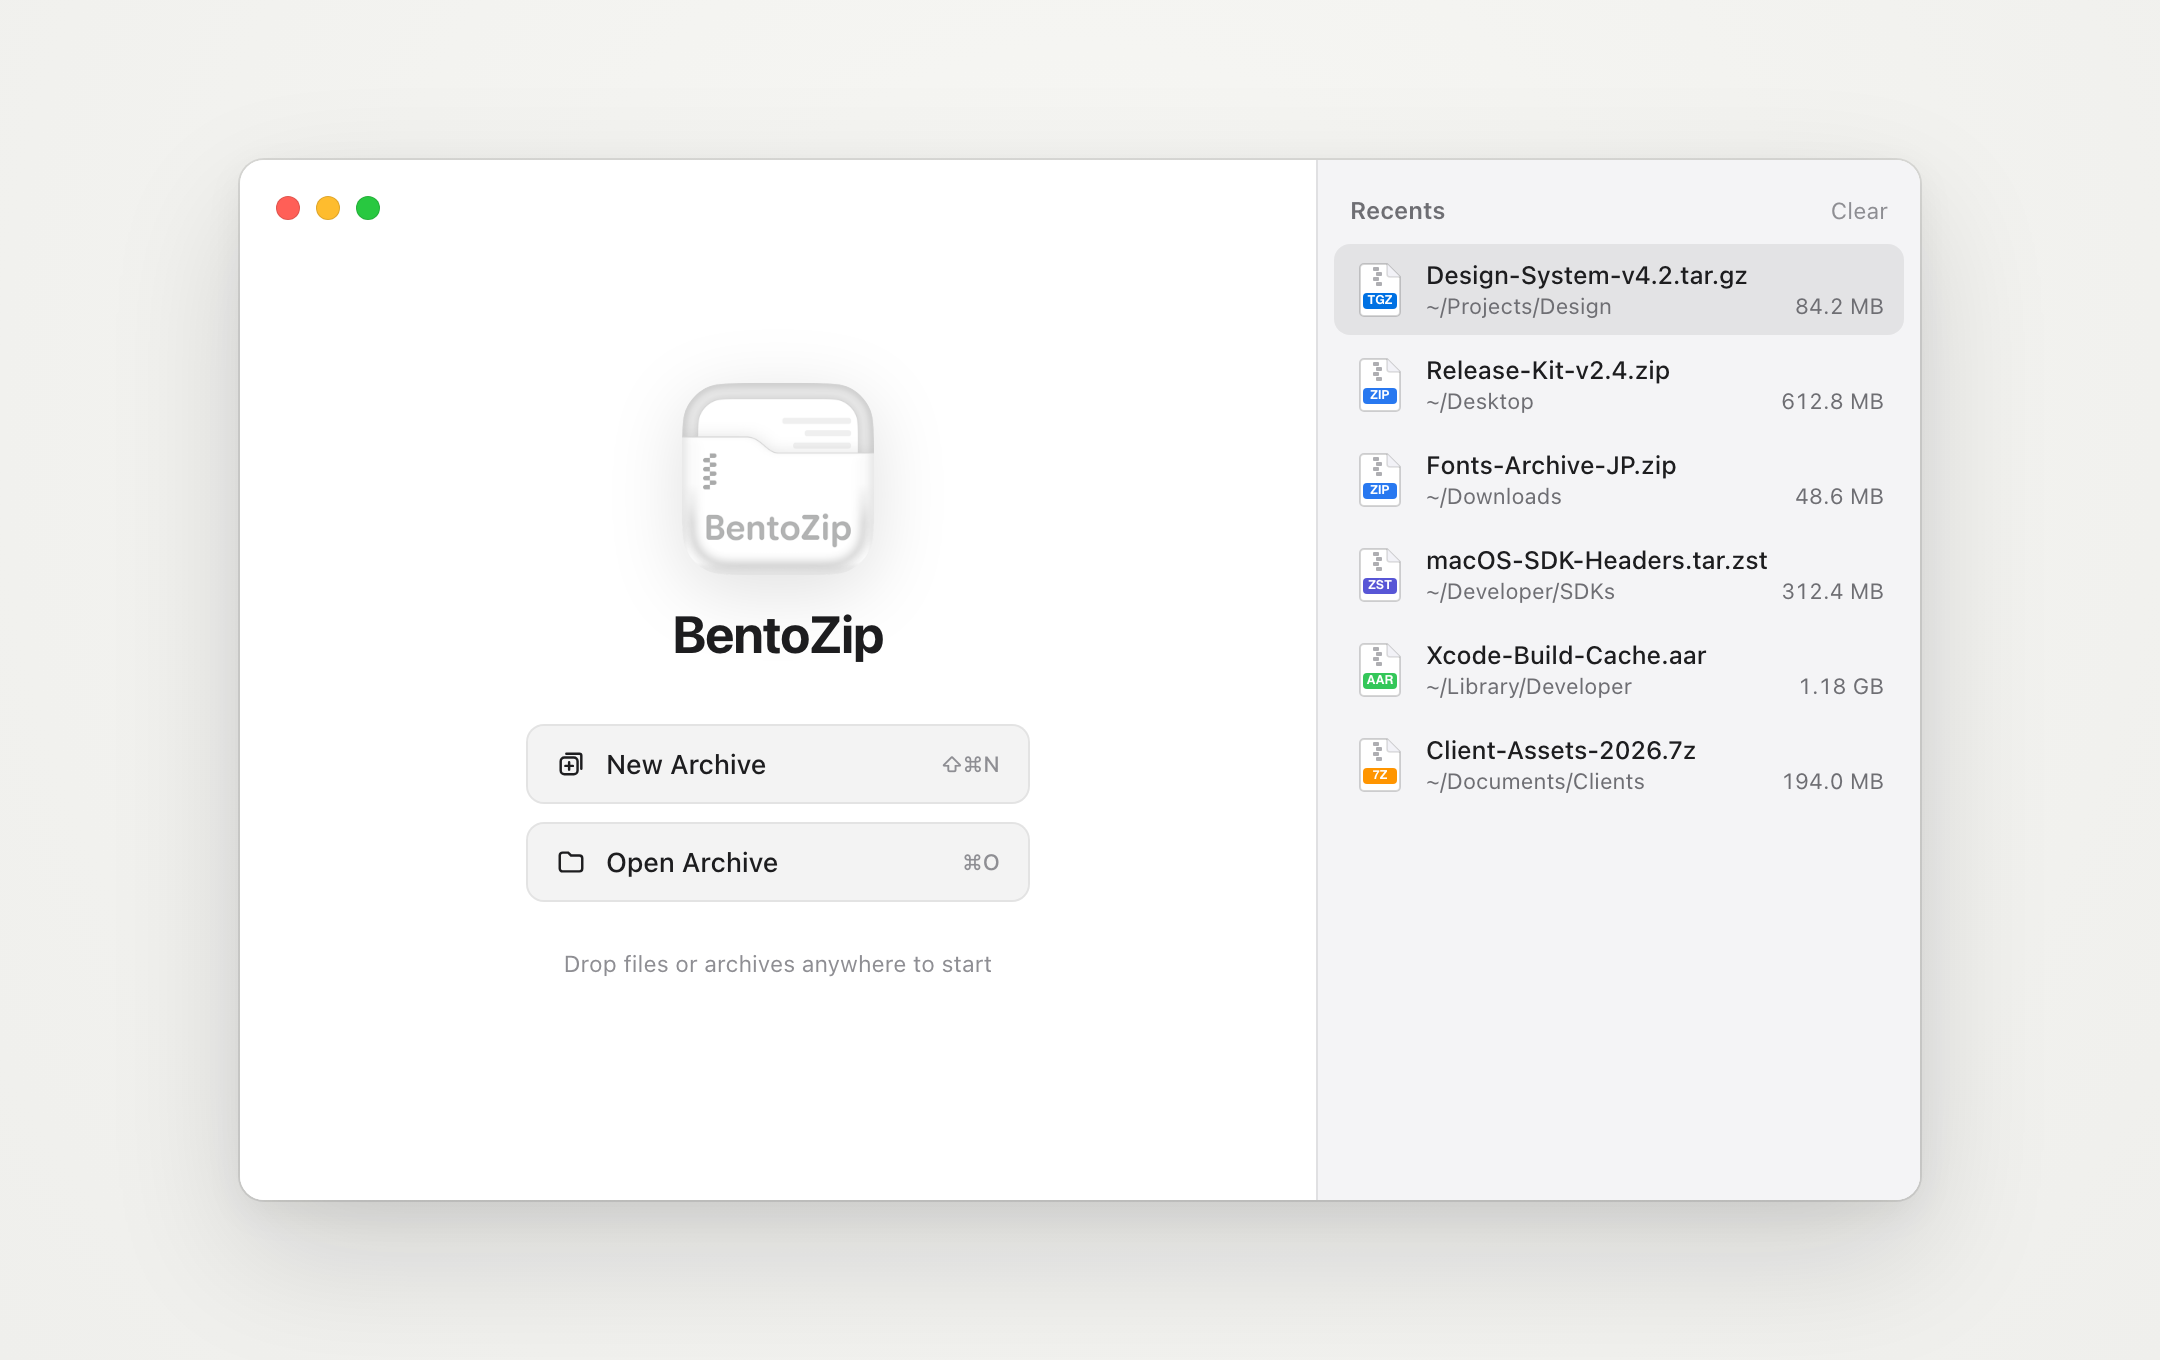 BentoZip
BentoZip
New Archive ⇧⌘N
Open Archive ⌘O
Drop files or archives anywhere to start
Recents Clear
TGZ
Design-System-v4.2.tar.gz
~/Projects/Design 84.2 MB
ZIP
Release-Kit-v2.4.zip
~/Desktop 612.8 MB
ZIP
Fonts-Archive-JP.zip
~/Downloads 48.6 MB
ZST
macOS-SDK-Headers.tar.zst
~/Developer/SDKs 312.4 MB
AAR
Xcode-Build-Cache.aar
~/Library/Developer 1.18 GB
7Z
Client-Assets-2026.7z
~/Documents/Clients 194.0 MB